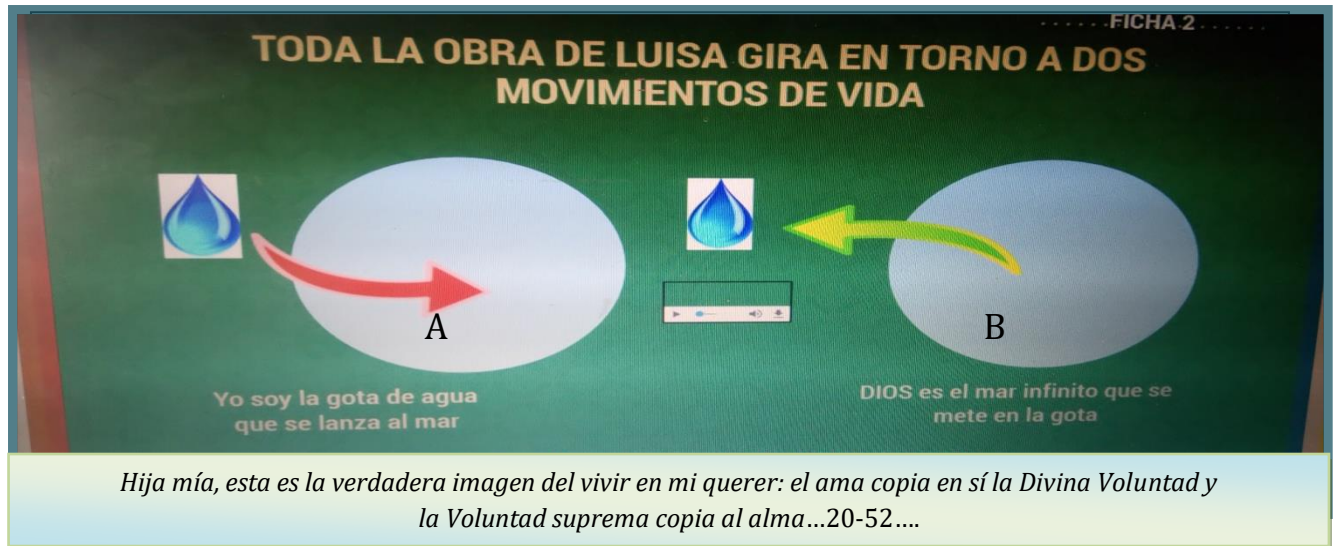 ......FICHA 2......
TODA LA OBRA DE LUISA GIRA EN TORNO A DOS
MOVIMIENTOS DE VIDA
A
B
Yo soy la gota de agua
que se lanza al mar
DIOS es el mar infinito que se
mete en la gota
Hija mía, esta es la verdadera imagen del vivir en mi querer: el ama copia en sí la Divina Voluntad y
la Voluntad suprema copia al alma…20-52….